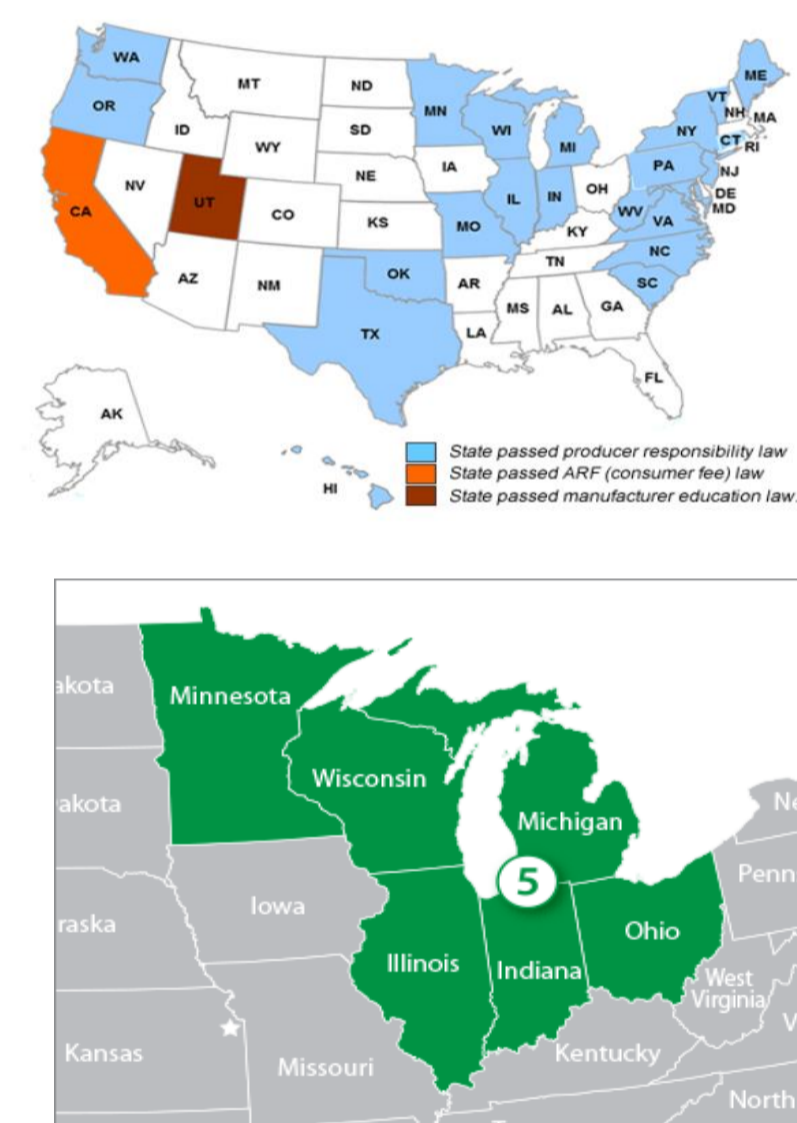 WA
MT
ND
ME
OR
MN
VT
NH
MA
ID
SD
WI
NY
CT
RI
WY
MI
NV
NE
IA
PA
NJ
CA
UT
CO
IL
IN
OH
DE
MD
KS
MO
KY
WV
VA
AZ
NM
OK
AR
TN
NC
SC
TX
LA
MS
AL
GA
FL
AK
HI
State passed producer responsibility law
State passed ARF (consumer fee) law
State passed manufacturer education law.
akota
Minnesota
Wisconsin
akota
Michigan
Ne
Penn
5
Iowa
raska
Ohio
Illinois
Indiana
West
Virginia
V
Kansas
Missouri
Kentucky
North